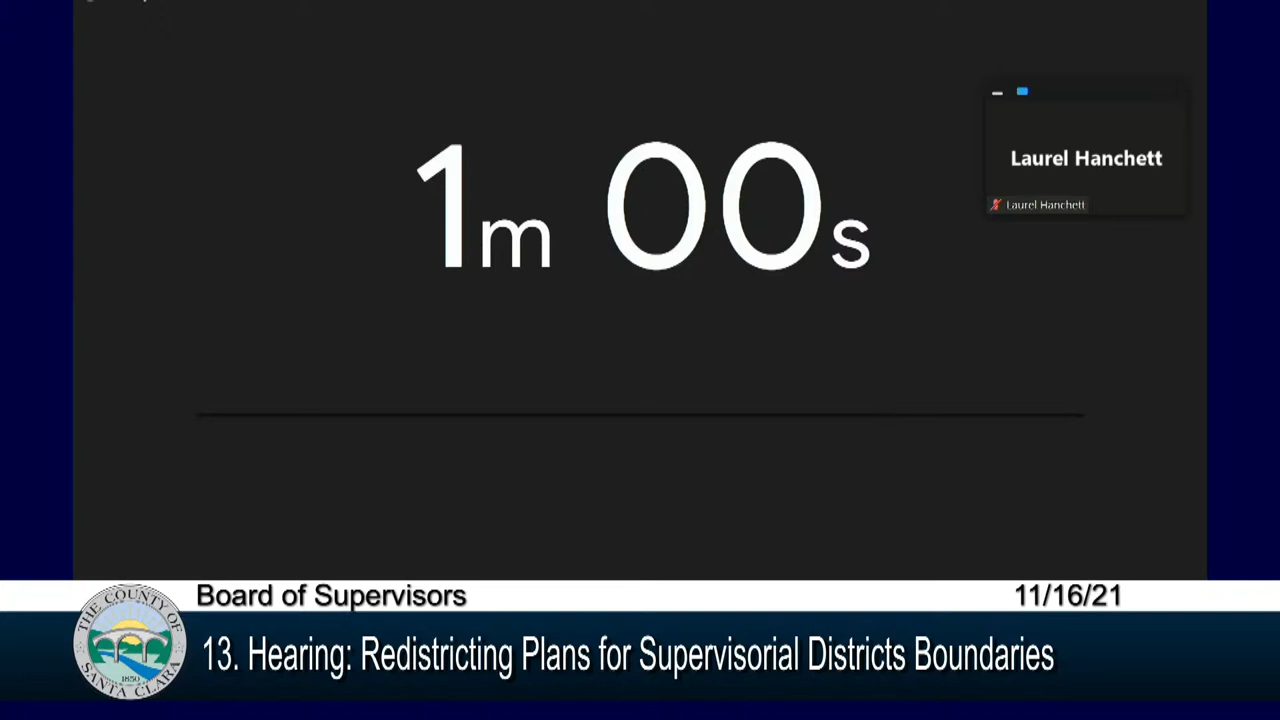 1m 00s
Laurel Hanchett
Laurel Hanchett
Board of Supervisors
11/16/21
13. Hearing: Redistricting Plans for Supervisorial Districts Boundaries
THE COUNTY OF
SANTA CLARA
1850